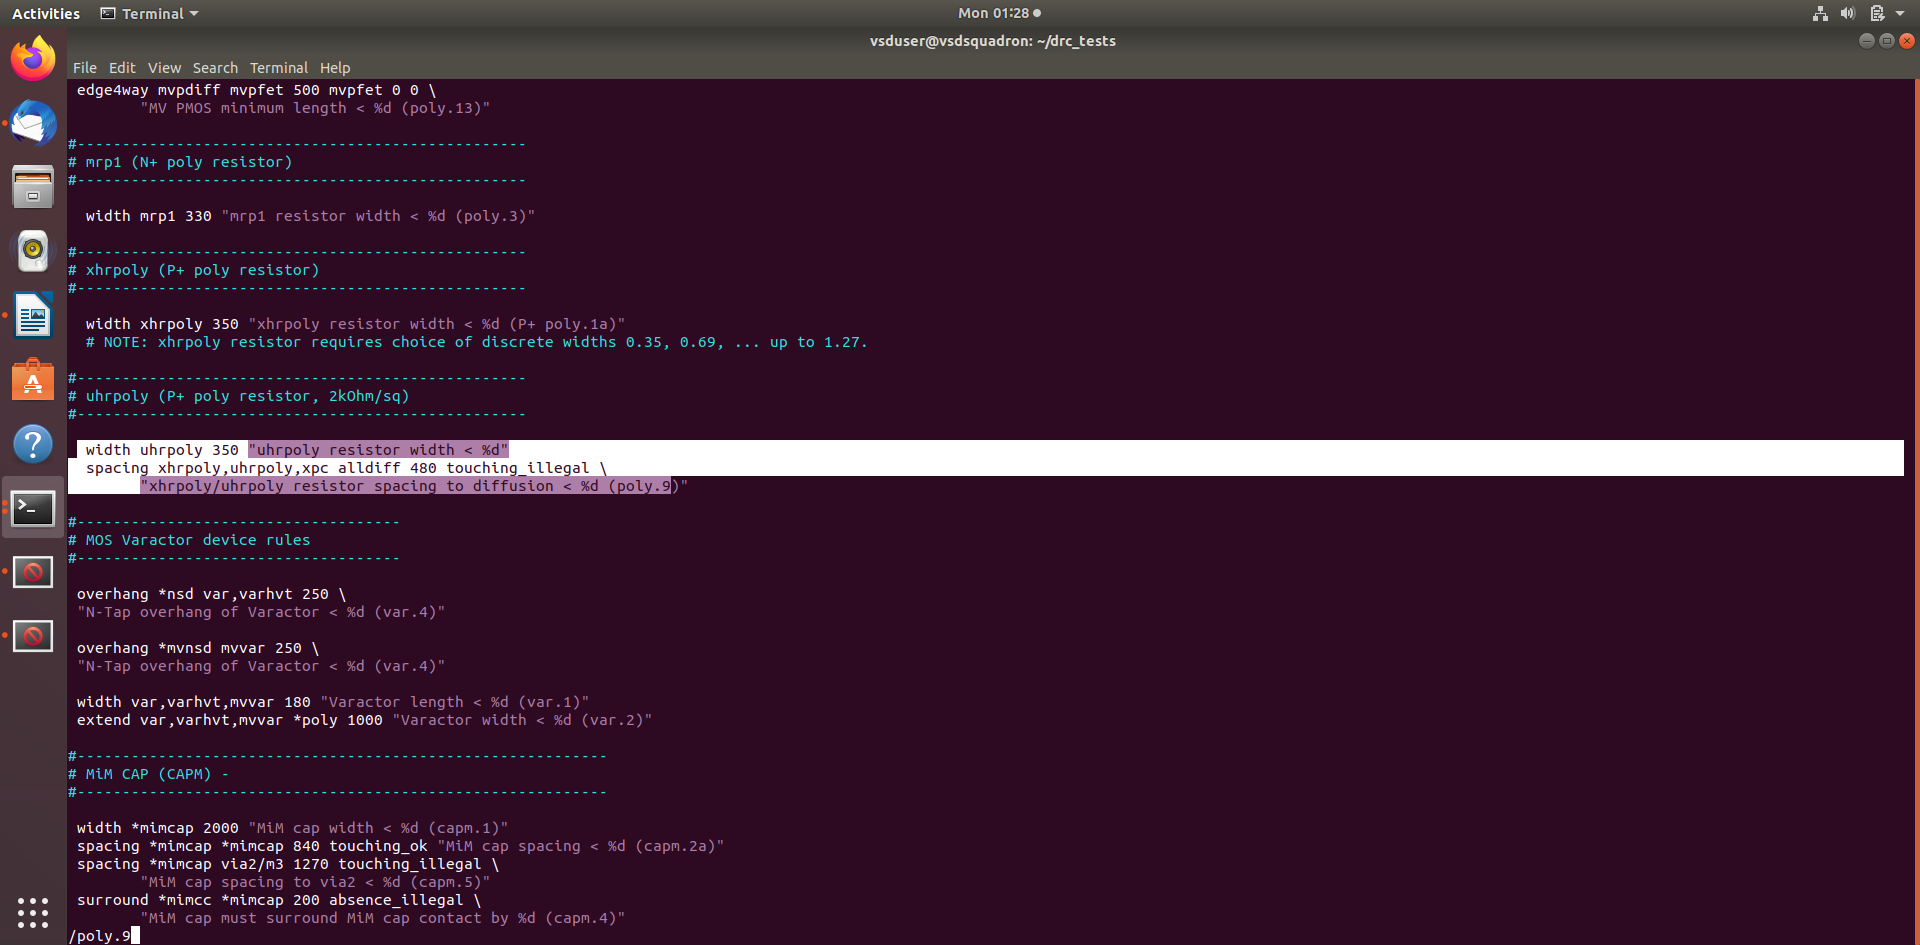 Activities Terminal Mon 01:28
vsduser@vsdsquadron: ~/drc_tests
File Edit View Search Terminal Help
edge4way mvpdiff mvpfet 500 mvpfet 0 0 \
"MV PMOS minimum length < %d (poly.13)"
#--------------------------------------------------
# mrp1 (N+ poly resistor)
#--------------------------------------------------
width mrp1 330 "mrp1 resistor width < %d (poly.3)"
#--------------------------------------------------
# xhrpoly (P+ poly resistor)
#--------------------------------------------------
width xhrpoly 350 "xhrpoly resistor width < %d (P+ poly.1a)"
# NOTE: xhrpoly resistor requires choice of discrete widths 0.35, 0.69, ... up to 1.27.
#--------------------------------------------------
# uhrpoly (P+ poly resistor, 2kOhm/sq)
#--------------------------------------------------
width uhrpoly 350 "uhrpoly resistor width < %d"
spacing xhrpoly,uhrpoly,xpc alldiff 480 touching_illegal \
"xhrpoly/uhrpoly resistor spacing to diffusion < %d (poly.9)"
#------------------------------------
# MOS Varactor device rules
#------------------------------------
overhang *nsd var,varhvt 250 \
"N-Tap overhang of Varactor < %d (var.4)"
overhang *mvnsd mvvar 250 \
"N-Tap overhang of Varactor < %d (var.4)"
width var,varhvt,mvvar 180 "Varactor length < %d (var.1)"
extend var,varhvt,mvvar *poly 1000 "Varactor width < %d (var.2)"
#-----------------------------------------------------------
# MiM CAP (CAPM) -
#-----------------------------------------------------------
width *mimcap 2000 "MiM cap width < %d (capm.1)"
spacing *mimcap *mimcap 840 touching_ok "MiM cap spacing < %d (capm.2a)"
spacing *mimcap via2/m3 1270 touching_illegal \
"MiM cap spacing to via2 < %d (capm.5)"
surround *mimcc *mimcap 200 absence_illegal \
"MiM cap must surround MiM cap contact by %d (capm.4)"
/poly.9